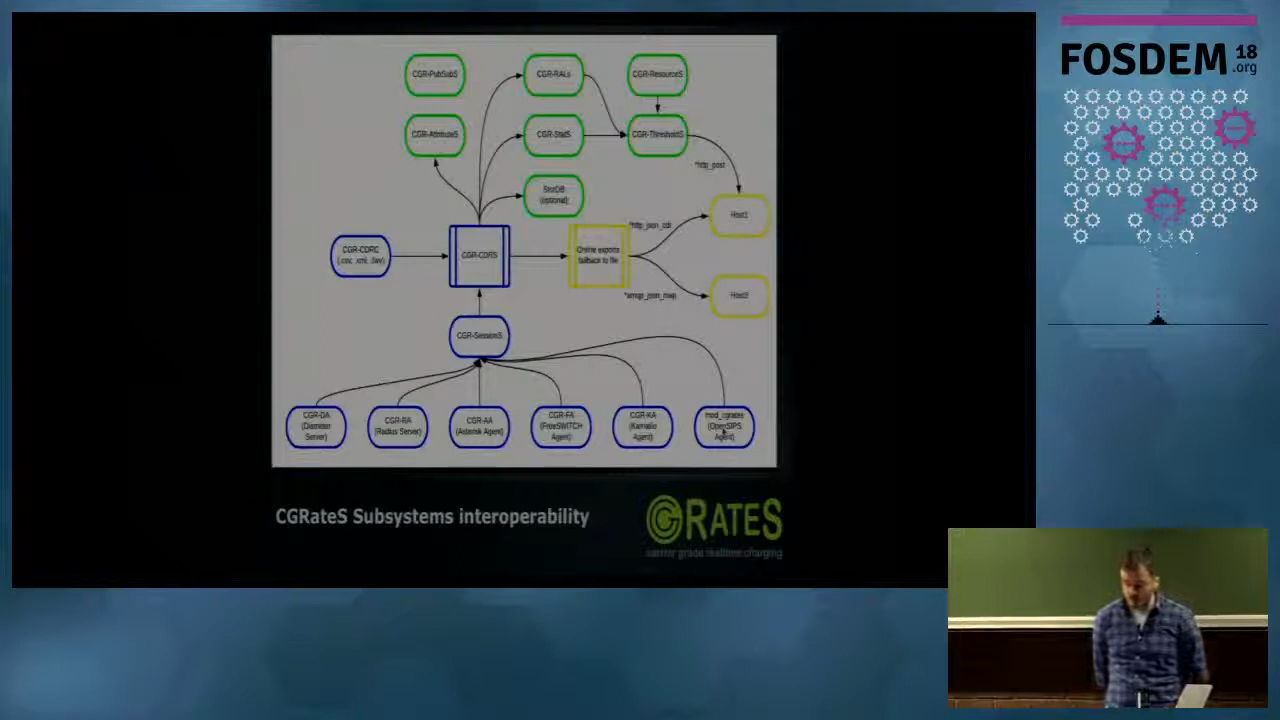 CGR-PubSubS
CGR-RALs
CGR-ResourceS
CGR-AttributeS
CGR-StatS
CGR-ThresholdS
*http_post
StorDB
(optional)
Host1
*http_json_cdr
CGR-CDRC
(.csv, .xml, .fwv)
CGR-CDRS
Online exports
fallback to file
*amqp_json_map
Host2
CGR-SessionS
CGR-DA
(Diameter
Server)
CGR-RA
(Radius Server)
CGR-AA
(Asterisk Agent)
CGR-FA
(FreeSWITCH
Agent)
CGR-KA
(Kamailio
Agent)
mod_cgrates
(OpenSIPS
Agent)
CGRateS Subsystems interoperability
CGRATES
carrier grade realtime charging
FOSDEM 18
.org